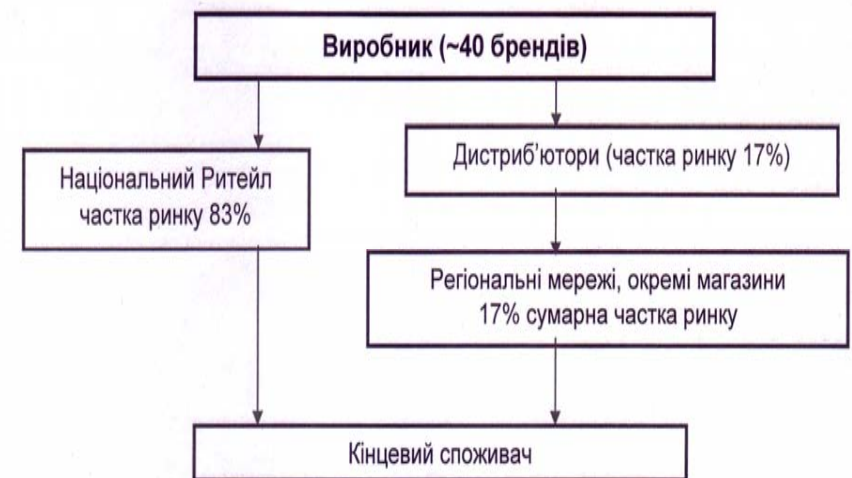 Виробник (~40 брендів)
Національний Ритейл
частка ринку 83%
Дистриб’ютори (частка ринку 17%)
Регіональні мережі, окремі магазини
17% сумарна частка ринку
Кінцевий споживач